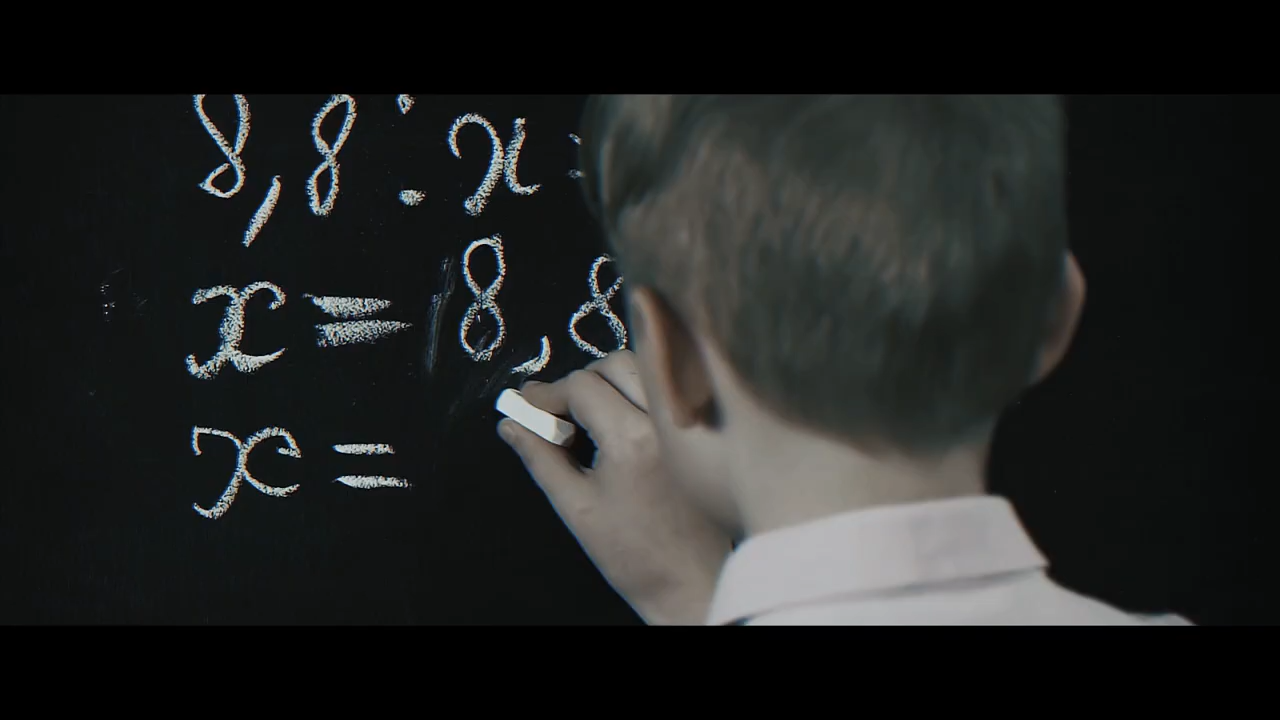 8,8 : x =
x = 8,8
x =